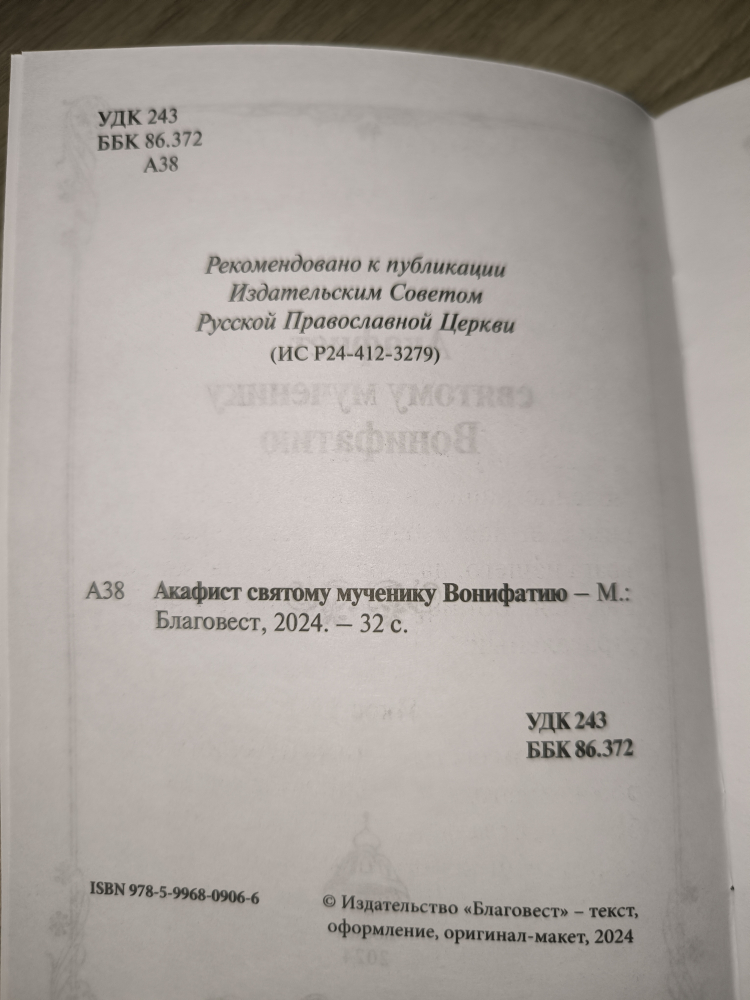 УДК 243
ББК 86.372
А38
Рекомендовано к публикации
Издательским Советом
Русской Православной Церкви
(ИС Р24-412-3279)
А38 Акафист святому мученику Вонифатию – М.:
Благовест, 2024. – 32 с.
УДК 243
ББК 86.372
ISBN 978-5-9968-0906-6
© Издательство «Благовест» – текст,
оформление, оригинал-макет, 2024